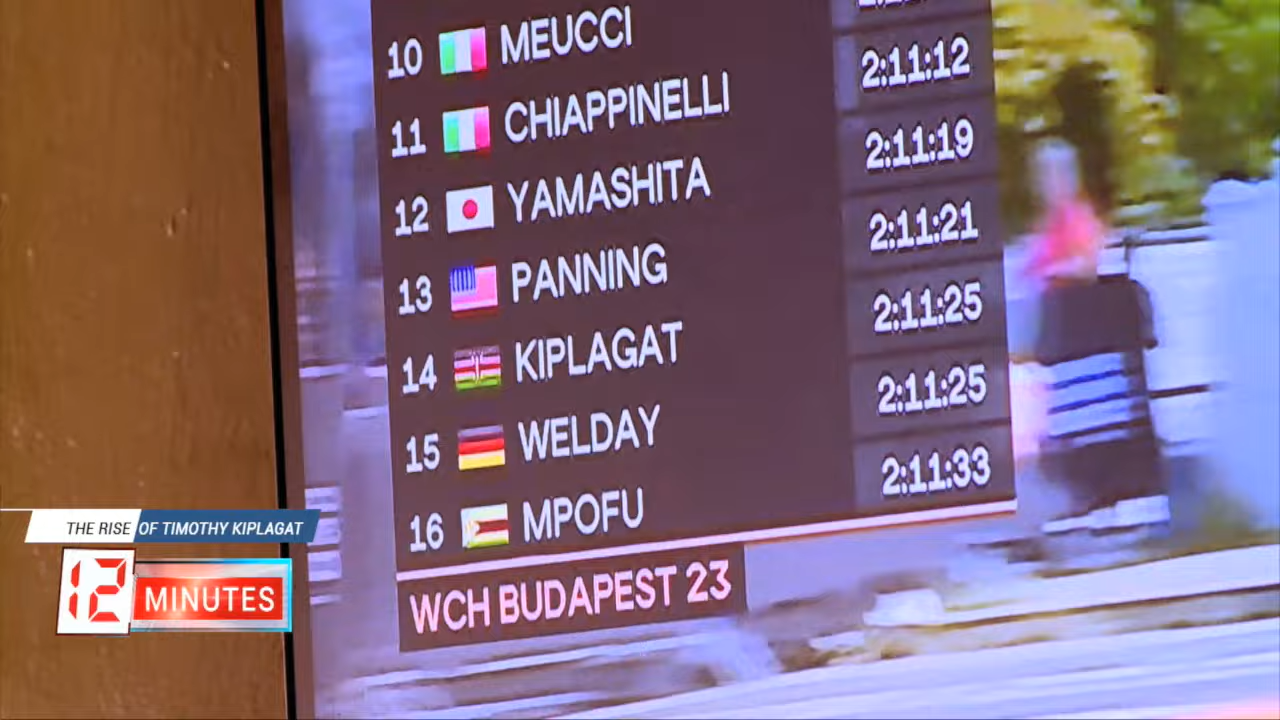 10 MEUCCI
11 CHIAPPINELLI 2:11:12
12 YAMASHITA 2:11:19
13 PANNING 2:11:21
14 KIPLAGAT 2:11:25
15 WELDAY 2:11:25
16 MPOFU 2:11:33
WCH BUDAPEST 23
THE RISE OF TIMOTHY KIPLAGAT
12 MINUTES